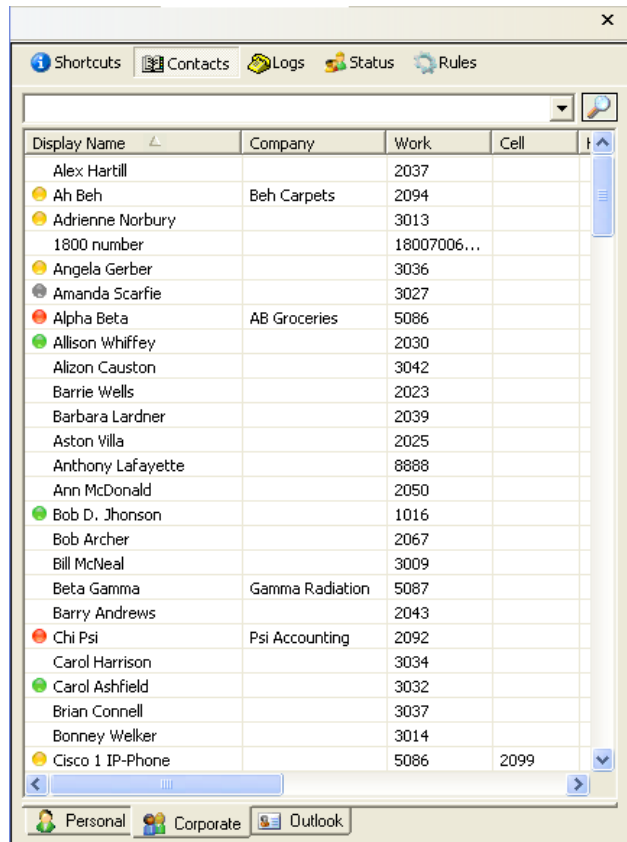 Shortcuts Contacts Logs Status Rules
Display Name Company Work Cell
Alex Hartill 2037
Ah Beh Beh Carpets 2094
Adrienne Norbury 3013
1800 number 18007006...
Angela Gerber 3036
Amanda Scarfie 3027
Alpha Beta AB Groceries 5086
Allison Whiffey 2030
Alizon Causton 3042
Barrie Wells 2023
Barbara Lardner 2039
Aston Villa 2025
Anthony Lafayette 8888
Ann McDonald 2050
Bob D. Jhonson 1016
Bob Archer 2067
Bill McNeal 3009
Beta Gamma Gamma Radiation 5087
Barry Andrews 2043
Chi Psi Psi Accounting 2092
Carol Harrison 3034
Carol Ashfield 3032
Brian Connell 3037
Bonney Welker 3014
Cisco 1 IP-Phone 5086 2099
Personal Corporate Outlook